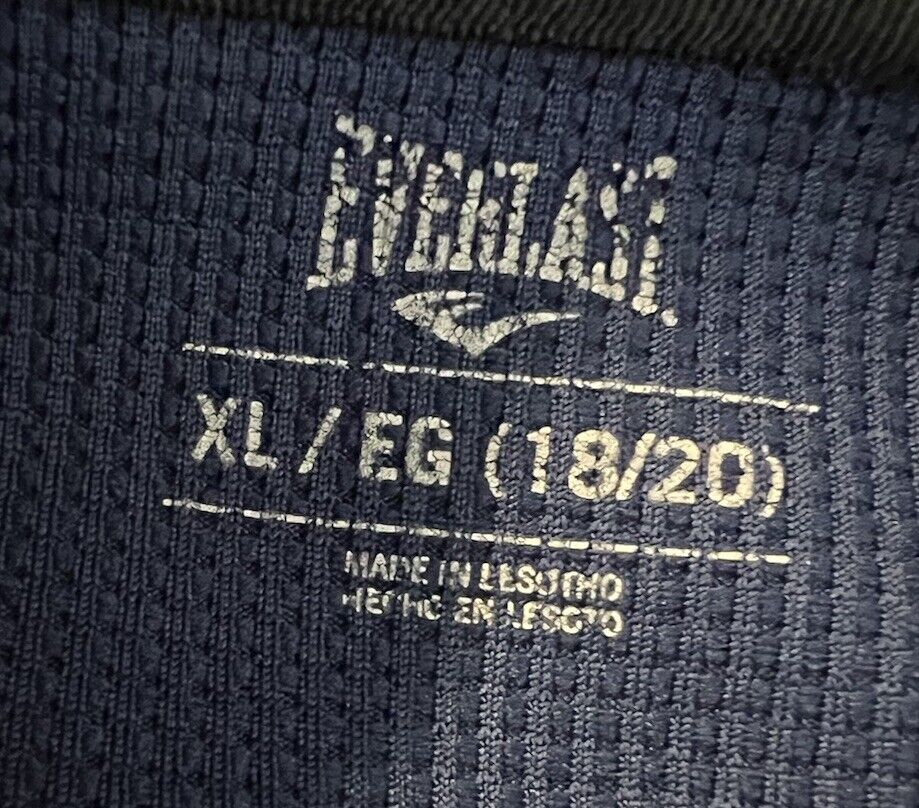 EVERLAST
XL / EG (18/20)
MADE IN LESOTHO
HECHO EN LESOTO